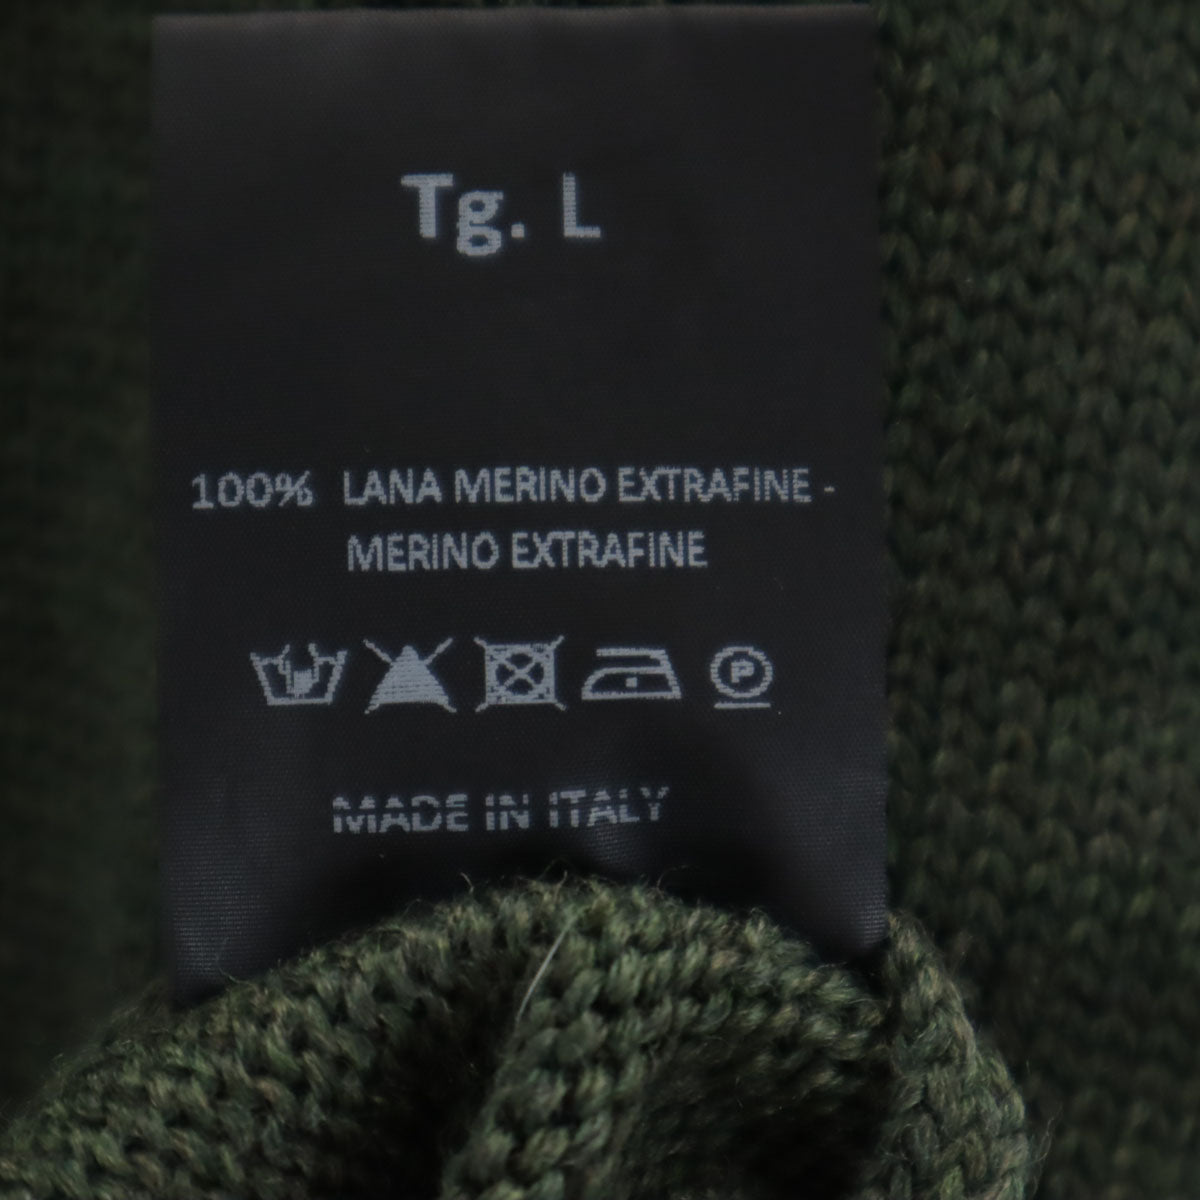 Tg. L
100% LANA MERINO EXTRAFINE -
MERINO EXTRAFINE
P
MADE IN ITALY